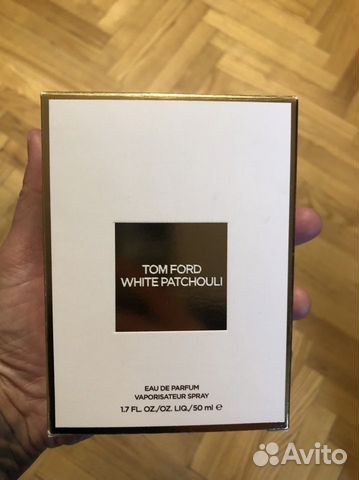 TOM FORD
WHITE PATCHOULI
EAU DE PARFUM
VAPORISATEUR SPRAY
1.7 FL. OZ./OZ. LIQ./50 ml ℮
Avito